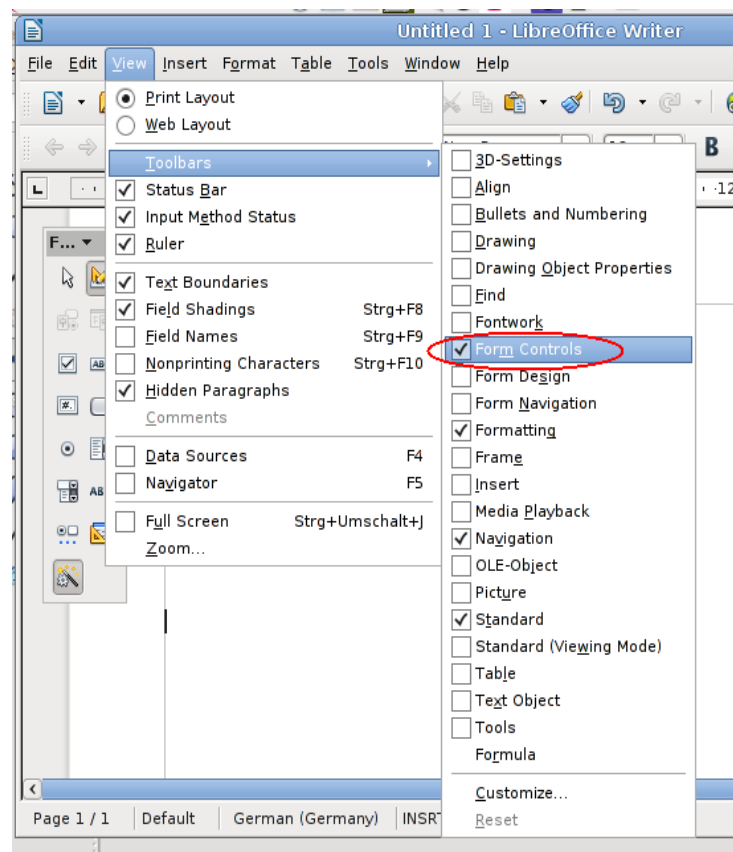 Untitled 1 - LibreOffice Writer
File Edit View Insert Format Table Tools Window Help
Print Layout
Web Layout
Toolbars
Status Bar
Input Method Status
Ruler
Text Boundaries
Field Shadings Strg+F8
Field Names Strg+F9
Nonprinting Characters Strg+F10
Hidden Paragraphs
Comments
Data Sources F4
Navigator F5
Full Screen Strg+Umschalt+J
Zoom...
3D-Settings
Align
Bullets and Numbering
Drawing
Drawing Object Properties
Find
Fontwork
Form Controls
Form Design
Form Navigation
Formatting
Frame
Insert
Media Playback
Navigation
OLE-Object
Picture
Standard
Standard (Viewing Mode)
Table
Text Object
Tools
Formula
Customize...
Reset
B
12
F...
AB
AB
Page 1 / 1 Default German (Germany) INSRT